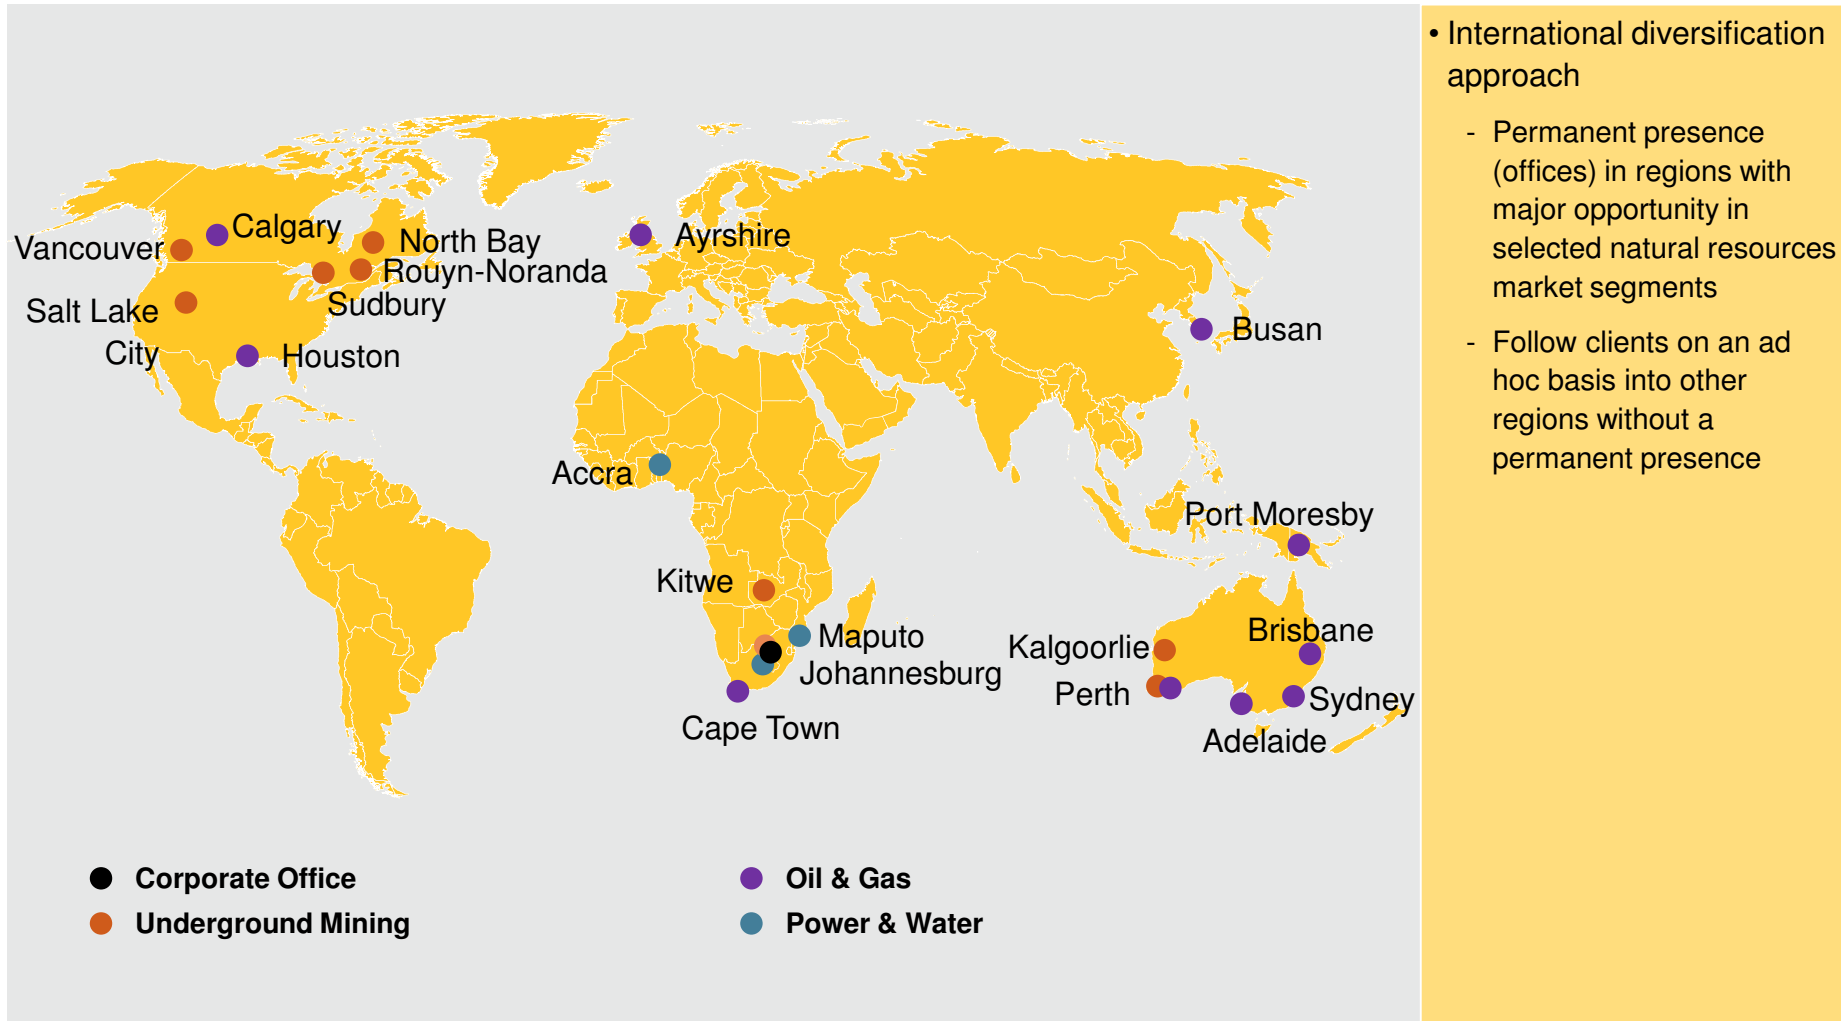 Calgary
Vancouver
North Bay
Rouyn-Noranda
Sudbury
Salt Lake
City
Houston
Ayrshire
Busan
Accra
Port Moresby
Kitwe
Maputo
Johannesburg
Cape Town
Kalgoorlie
Brisbane
Perth
Sydney
Adelaide
Corporate Office
Underground Mining
Oil & Gas
Power & Water
• International diversification
approach
- Permanent presence
(offices) in regions with
major opportunity in
selected natural resources
market segments
- Follow clients on an ad
hoc basis into other
regions without a
permanent presence